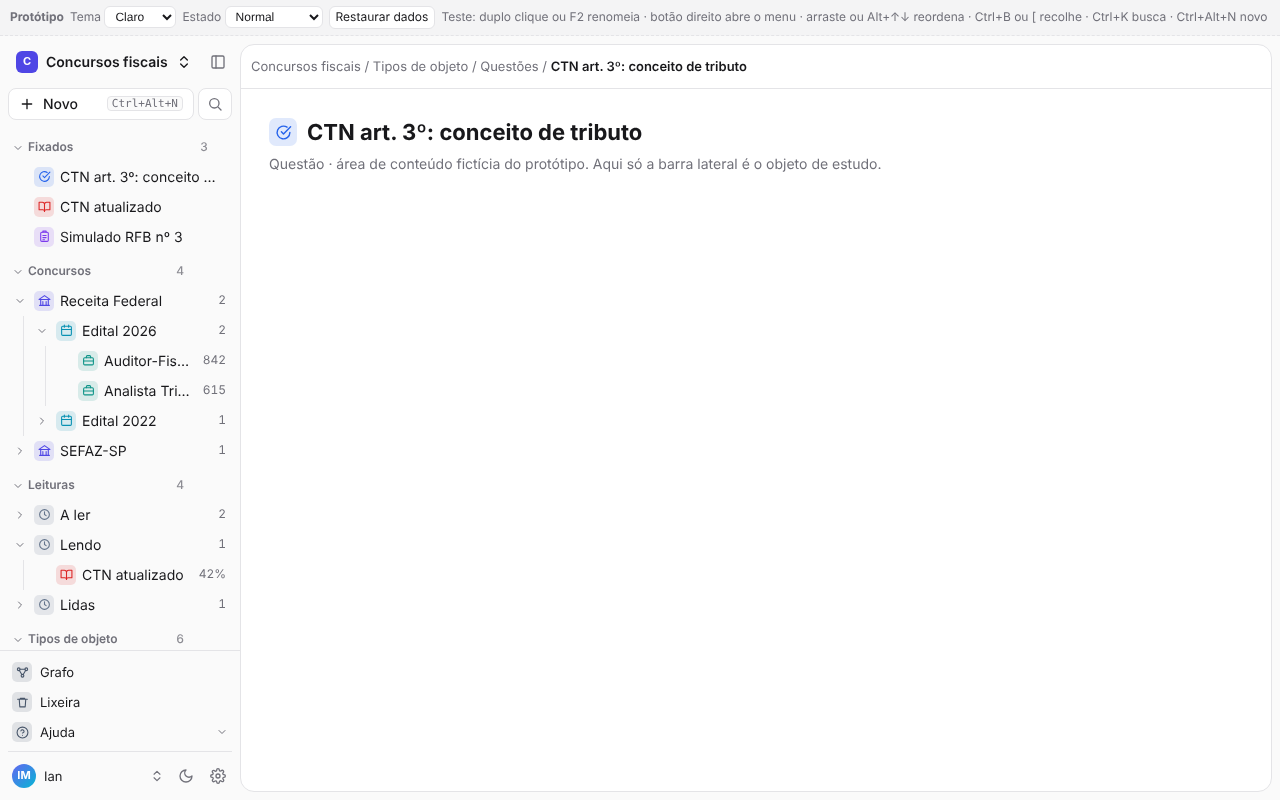 Protótipo Tema Claro Estado Normal Restaurar dados Teste: duplo clique ou F2 renomeia · botão direito abre o menu · arraste ou Alt+↑↓ reordena · Ctrl+B ou [ recolhe · Ctrl+K busca · Ctrl+Alt+N novo
C Concursos fiscais
Concursos fiscais / Tipos de objeto / Questões / CTN art. 3º: conceito de tributo
Novo Ctrl+Alt+N
CTN art. 3º: conceito de tributo
Questão · área de conteúdo fictícia do protótipo. Aqui só a barra lateral é o objeto de estudo.
Fixados 3
CTN art. 3º: conceito ...
CTN atualizado
Simulado RFB nº 3
Concursos 4
Receita Federal 2
Edital 2026 2
Auditor-Fis... 842
Analista Tri... 615
Edital 2022 1
SEFAZ-SP 1
Leituras 4
A ler 2
Lendo 1
CTN atualizado 42%
Lidas 1
Tipos de objeto 6
Grafo
Lixeira
Ajuda
IM Ian